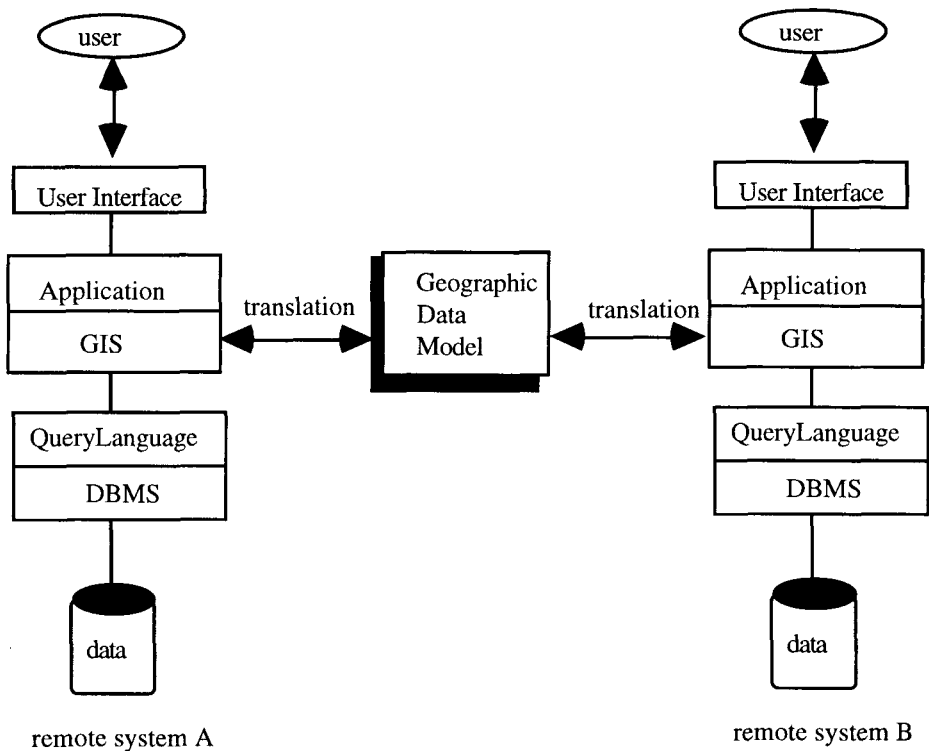 user
User Interface
Application
GIS
QueryLanguage
DBMS
data
remote system A
translation
Geographic
Data
Model
translation
user
User Interface
Application
GIS
QueryLanguage
DBMS
data
remote system B